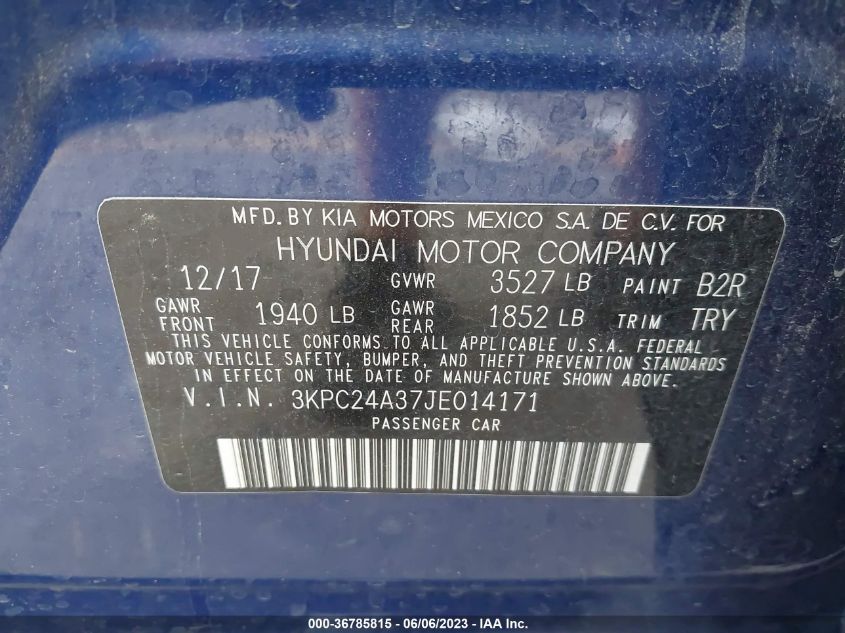 MFD. BY KIA MOTORS MEXICO S.A. DE C.V. FOR
HYUNDAI MOTOR COMPANY
12/17 GVWR 3527 LB PAINT B2R
GAWR FRONT 1940 LB GAWR REAR 1852 LB TRIM TRY
THIS VEHICLE CONFORMS TO ALL APPLICABLE U.S.A. FEDERAL
MOTOR VEHICLE SAFETY, BUMPER, AND THEFT PREVENTION STANDARDS
IN EFFECT ON THE DATE OF MANUFACTURE SHOWN ABOVE.
V.I.N. 3KPC24A37JE014171
PASSENGER CAR
000-36785815 - 06/06/2023 - IAA Inc.